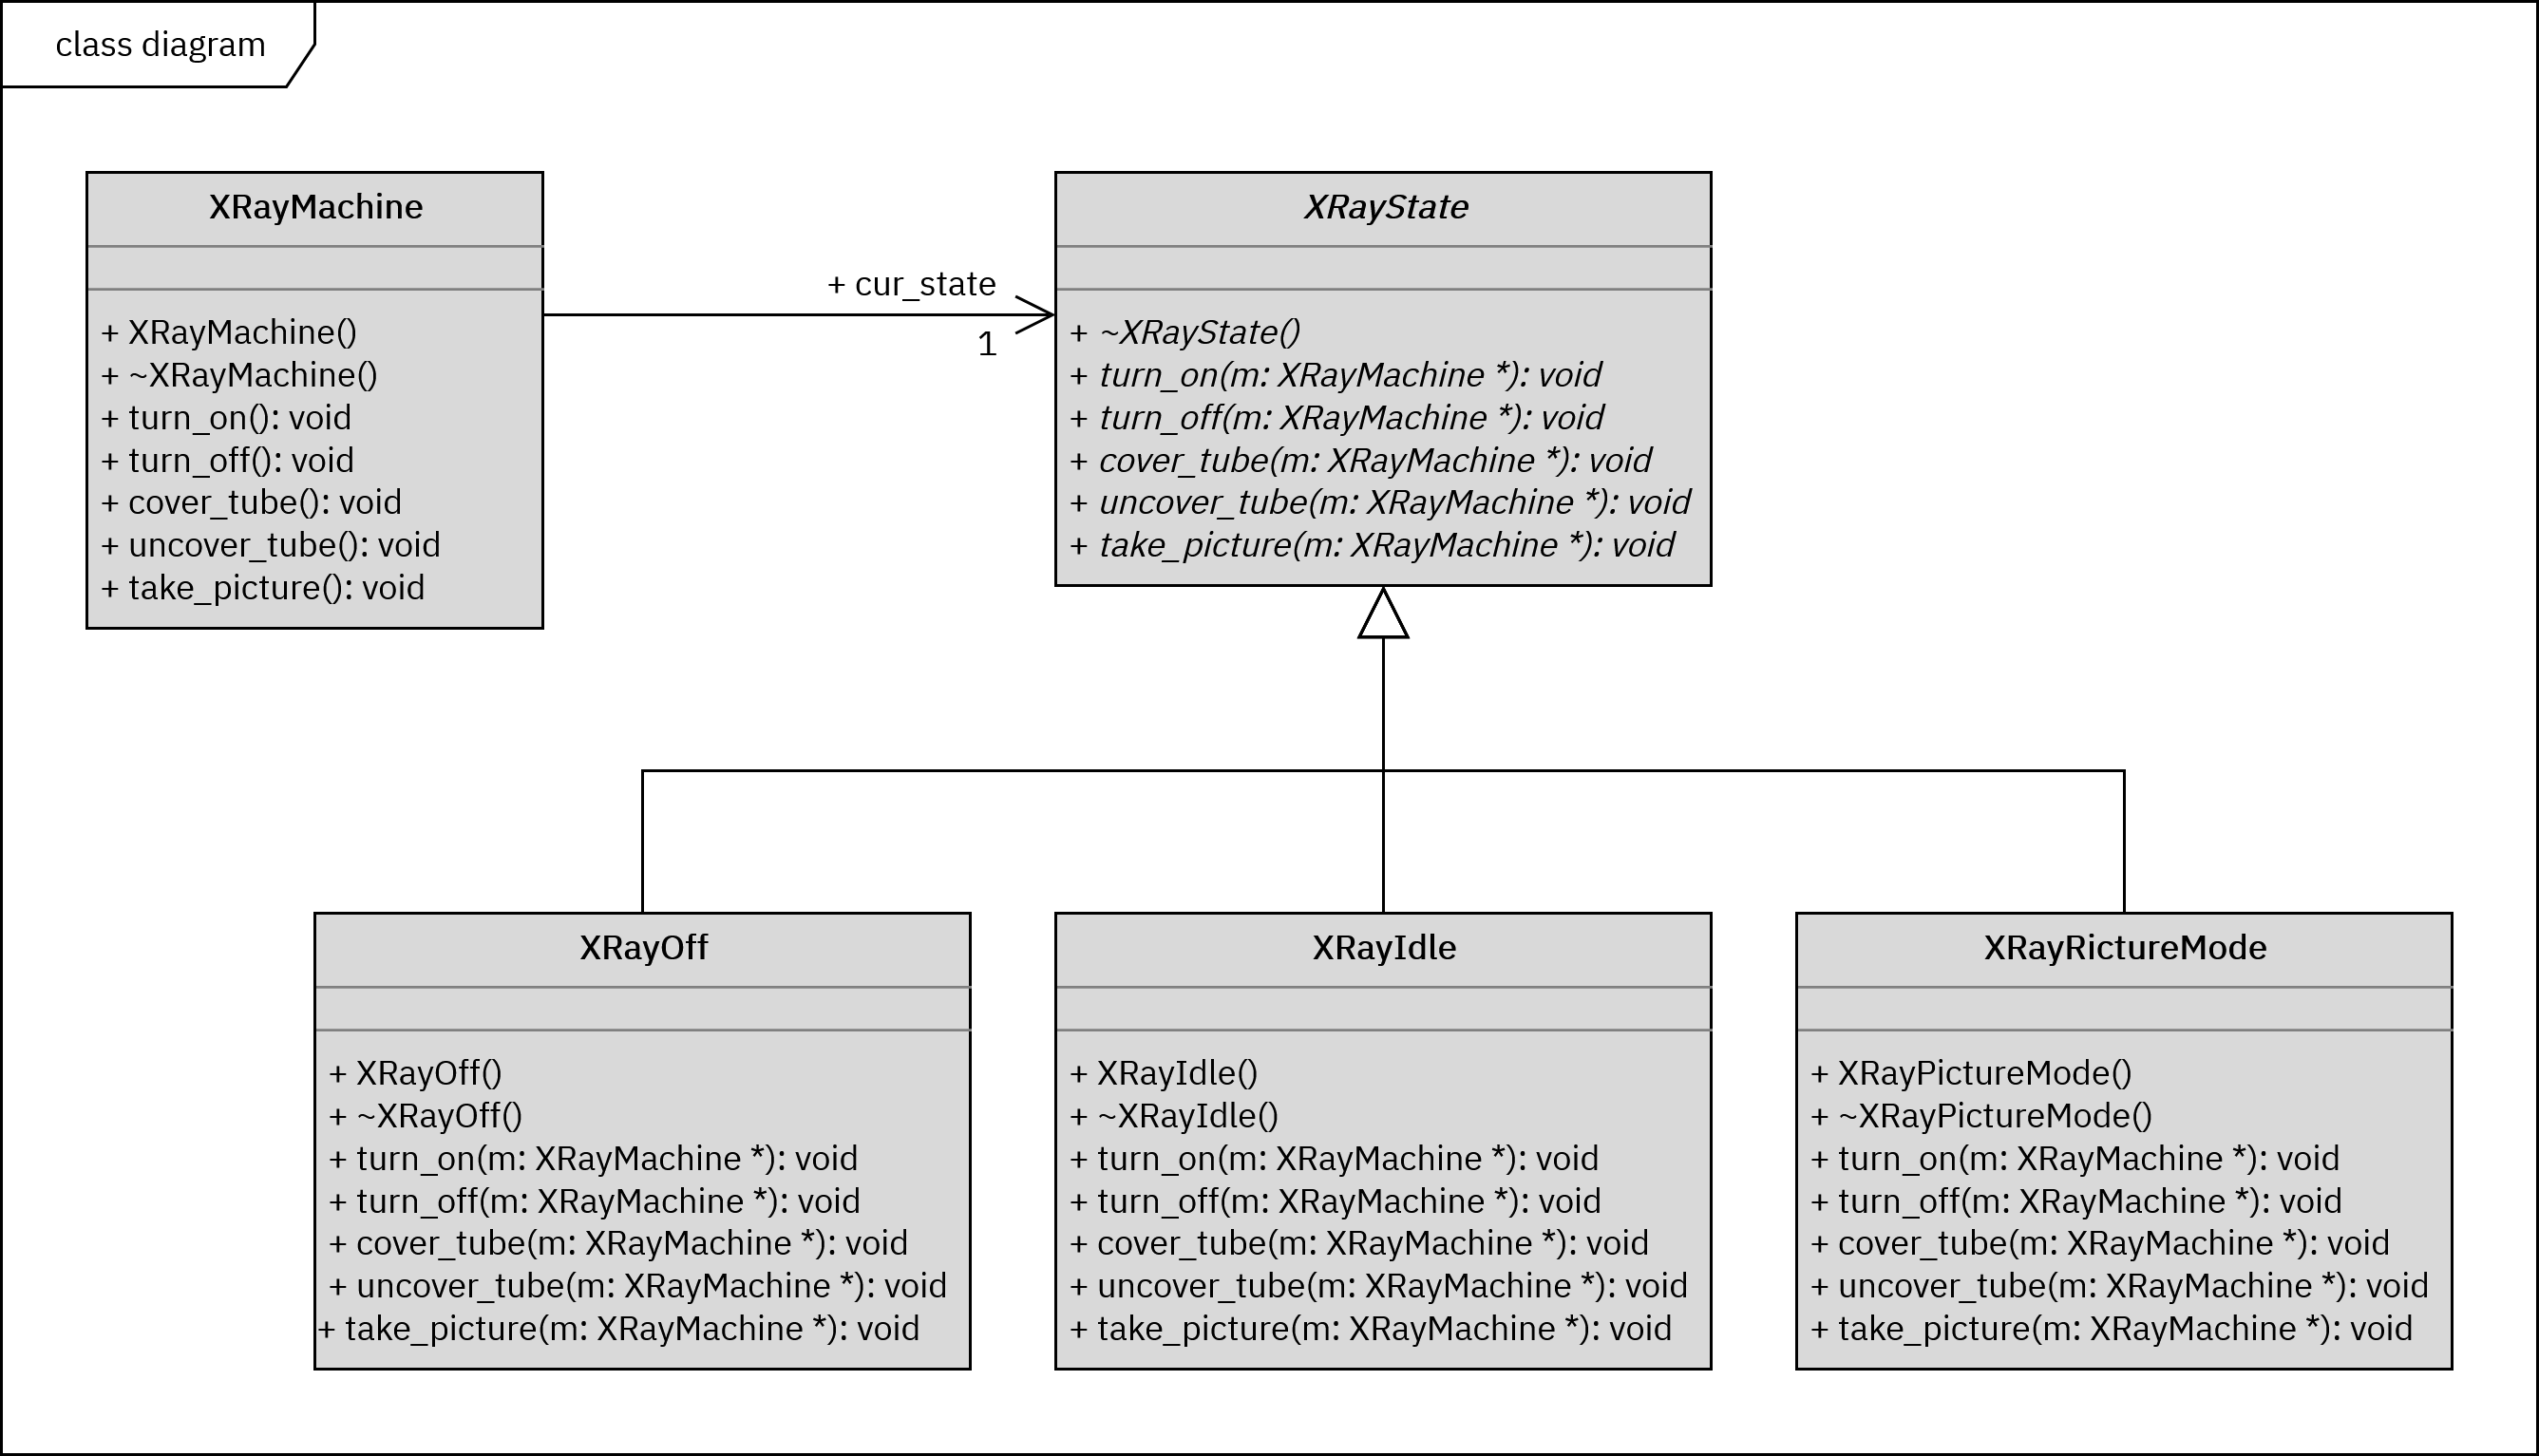 class diagram
XRayMachine
+ XRayMachine()
+ ~XRayMachine()
+ turn_on(): void
+ turn_off(): void
+ cover_tube(): void
+ uncover_tube(): void
+ take_picture(): void
+ cur_state
1
XRayState
+ ~XRayState()
+ turn_on(m: XRayMachine *): void
+ turn_off(m: XRayMachine *): void
+ cover_tube(m: XRayMachine *): void
+ uncover_tube(m: XRayMachine *): void
+ take_picture(m: XRayMachine *): void
XRayOff
+ XRayOff()
+ ~XRayOff()
+ turn_on(m: XRayMachine *): void
+ turn_off(m: XRayMachine *): void
+ cover_tube(m: XRayMachine *): void
+ uncover_tube(m: XRayMachine *): void
+ take_picture(m: XRayMachine *): void
XRayIdle
+ XRayIdle()
+ ~XRayIdle()
+ turn_on(m: XRayMachine *): void
+ turn_off(m: XRayMachine *): void
+ cover_tube(m: XRayMachine *): void
+ uncover_tube(m: XRayMachine *): void
+ take_picture(m: XRayMachine *): void
XRayRictureMode
+ XRayPictureMode()
+ ~XRayPictureMode()
+ turn_on(m: XRayMachine *): void
+ turn_off(m: XRayMachine *): void
+ cover_tube(m: XRayMachine *): void
+ uncover_tube(m: XRayMachine *): void
+ take_picture(m: XRayMachine *): void